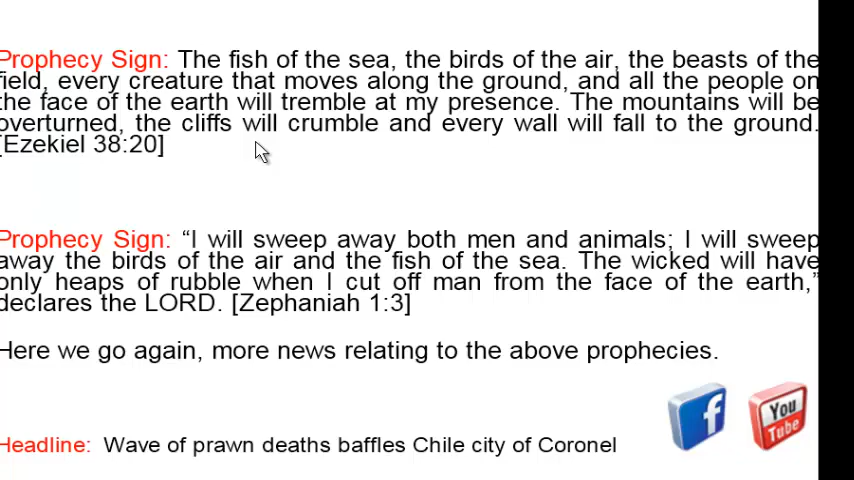 Prophecy Sign: The fish of the sea, the birds of the air, the beasts of the
field, every creature that moves along the ground, and all the people on
the face of the earth will tremble at my presence. The mountains will be
overturned, the cliffs will crumble and every wall will fall to the ground.
[Ezekiel 38:20]
Prophecy Sign: “I will sweep away both men and animals; I will sweep
away the birds of the air and the fish of the sea. The wicked will have
only heaps of rubble when I cut off man from the face of the earth,”
declares the LORD. [Zephaniah 1:3]
Here we go again, more news relating to the above prophecies.
f
You
Tube
Headline: Wave of prawn deaths baffles Chile city of Coronel